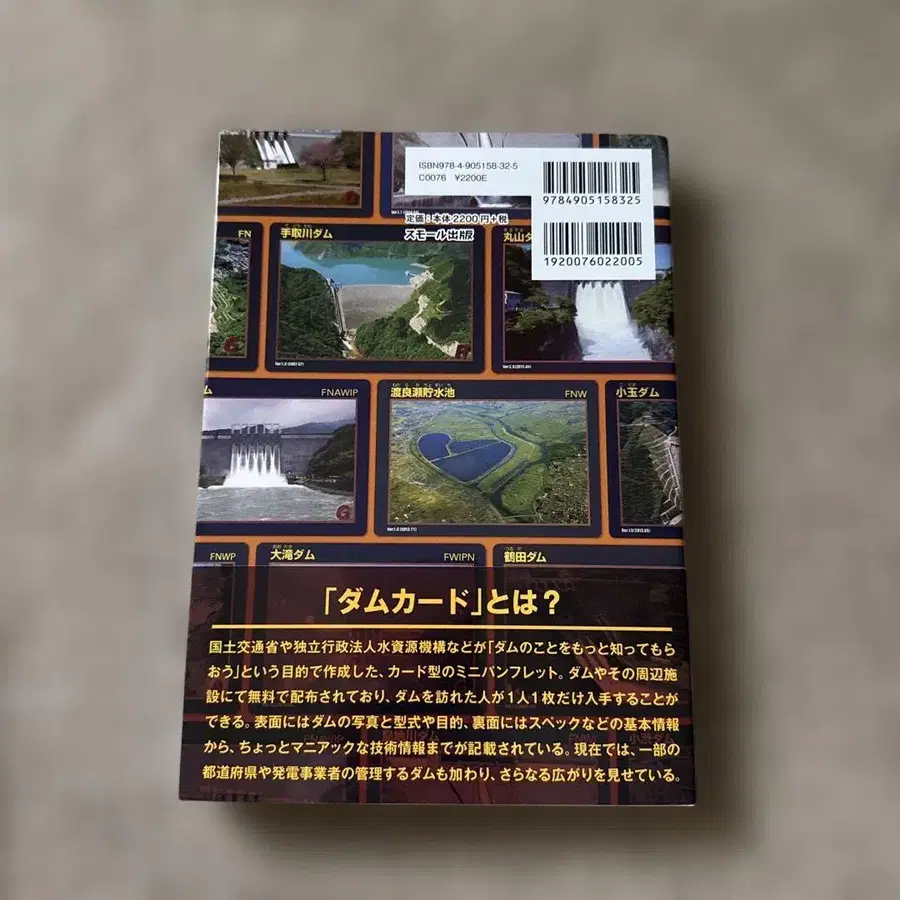 ISBN978-4-905158-32-5
C0076 ¥2200E
9784905158325
定価:本体2200円+税
スモール出版
1920076022005
FN
手取川ダム
丸山ダ
Ver.1.0 (2007.07)
FNAWIP
渡良瀬貯水池
FNW
小玉ダム
Ver.1.0 (2012.11)
FNWP
大滝ダム
FWIPN
鶴田ダム
「ダムカード」とは?
国土交通省や独立行政法人水資源機構などが「ダムのことをもっと知ってもら
おう」という目的で作成した、カード型のミニパンフレット。ダムやその周辺施
設にて無料で配布されており、ダムを訪れた人が1人1枚だけ入手することが
できる。表面にはダムの写真と型式や目的、裏面にはスペックなどの基本情報
から、ちょっとマニアックな技術情報までが記載されている。現在では、一部の
都道府県や発電事業者の管理するダムも加わり、さらなる広がりを見せている。